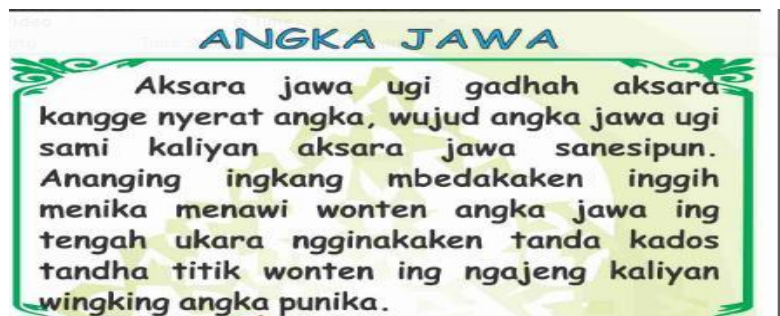 ANGKA JAWA
Aksara jawa ugi gadhah aksara
kangge nyerat angka, wujud angka jawa ugi
sami kaliyan aksara jawa sanesipun.
Ananging ingkang mbedakaken inggih
menika menawi wonten angka jawa ing
tengah ukara ngginakaken tanda kados
tandha titik wonten ing ngajeng kaliyan
wingking angka punika.